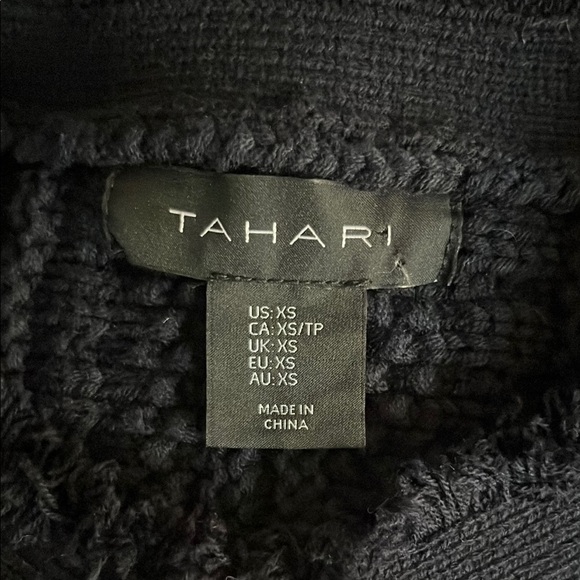 TAHARI
US: XS
CA: XS/TP
UK: XS
EU: XS
AU: XS
MADE IN
CHINA